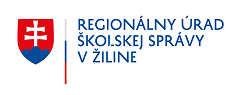 REGIONÁLNY ÚRAD
ŠKOLSKEJ SPRÁVY
V ŽILINE